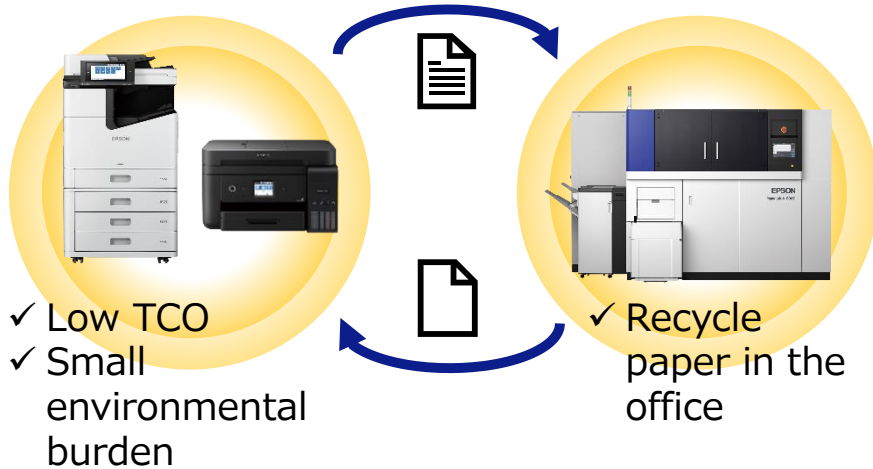 EPSON
EPSON
✓ Low TCO
✓ Small
environmental
burden
✓ Recycle
paper in the
office